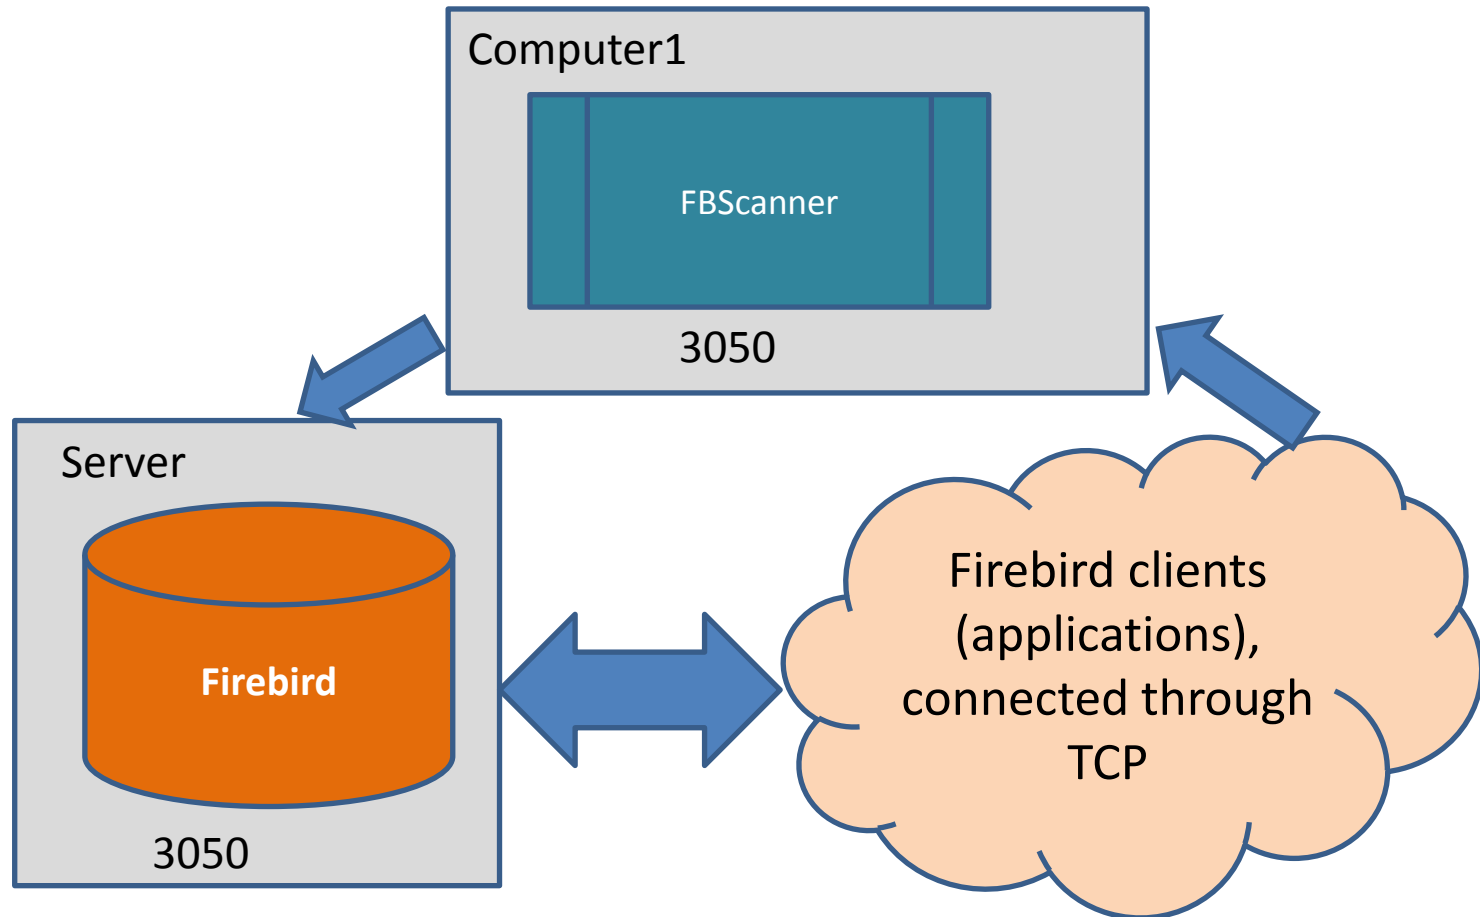 Computer1
FBScanner
3050
Server
Firebird
3050
Firebird clients
(applications),
connected through
TCP